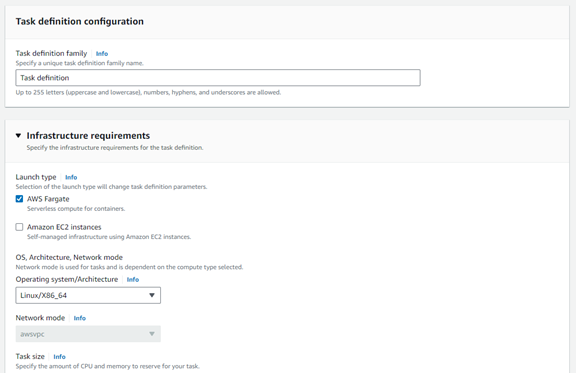 Task definition configuration
Task definition family Info
Specify a unique task definition family name.
Task definition
Up to 255 letters (uppercase and lowercase), numbers, hyphens, and underscores are allowed.
Infrastructure requirements
Specify the infrastructure requirements for the task definition.
Launch type Info
Selection of the launch type will change task definition parameters.
AWS Fargate
Serverless compute for containers.
Amazon EC2 instances
Self-managed infrastructure using Amazon EC2 instances.
OS, Architecture, Network mode
Network mode is used for tasks and is dependent on the compute type selected.
Operating system/Architecture Info
Linux/X86_64
Network mode Info
awsvpc
Task size Info
Specify the amount of CPU and memory to reserve for your task.